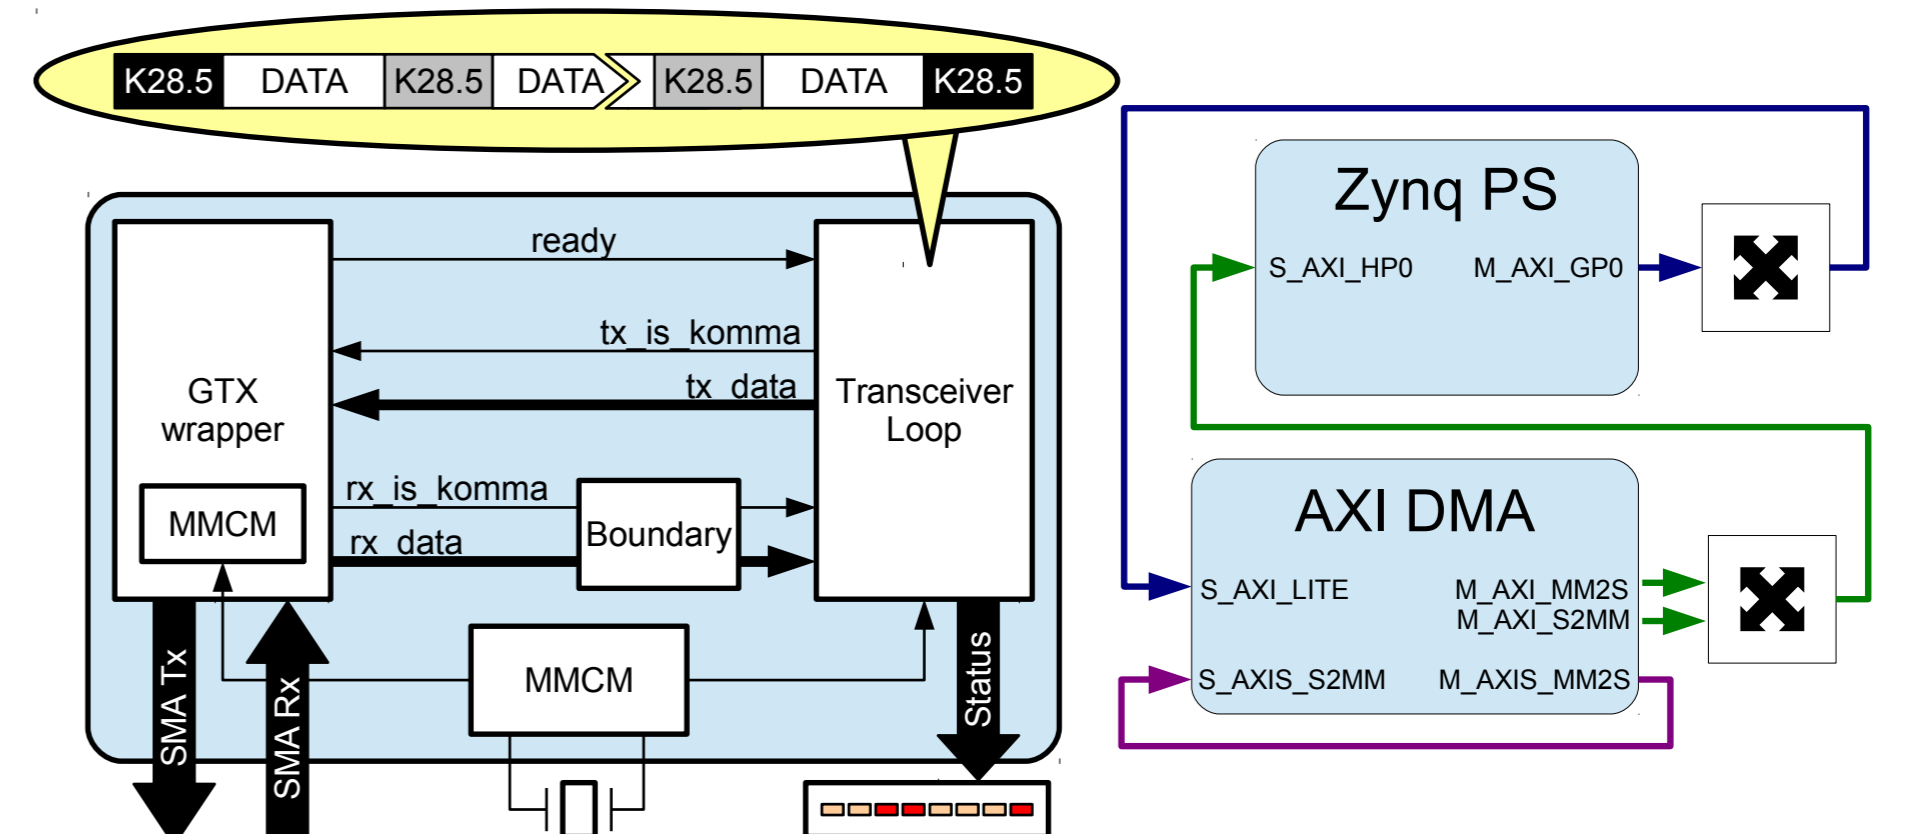 K28.5 DATA K28.5 DATA K28.5 DATA K28.5
ready
tx_is_komma
tx_data
GTX
wrapper
Transceiver
Loop
rx_is_komma
MMCM
rx_data
Boundary
MMCM
SMA Tx
SMA Rx
Status
Zynq PS
S_AXI_HP0 M_AXI_GP0
AXI DMA
S_AXI_LITE M_AXI_MM2S
M_AXI_S2MM
S_AXIS_S2MM M_AXIS_MM2S